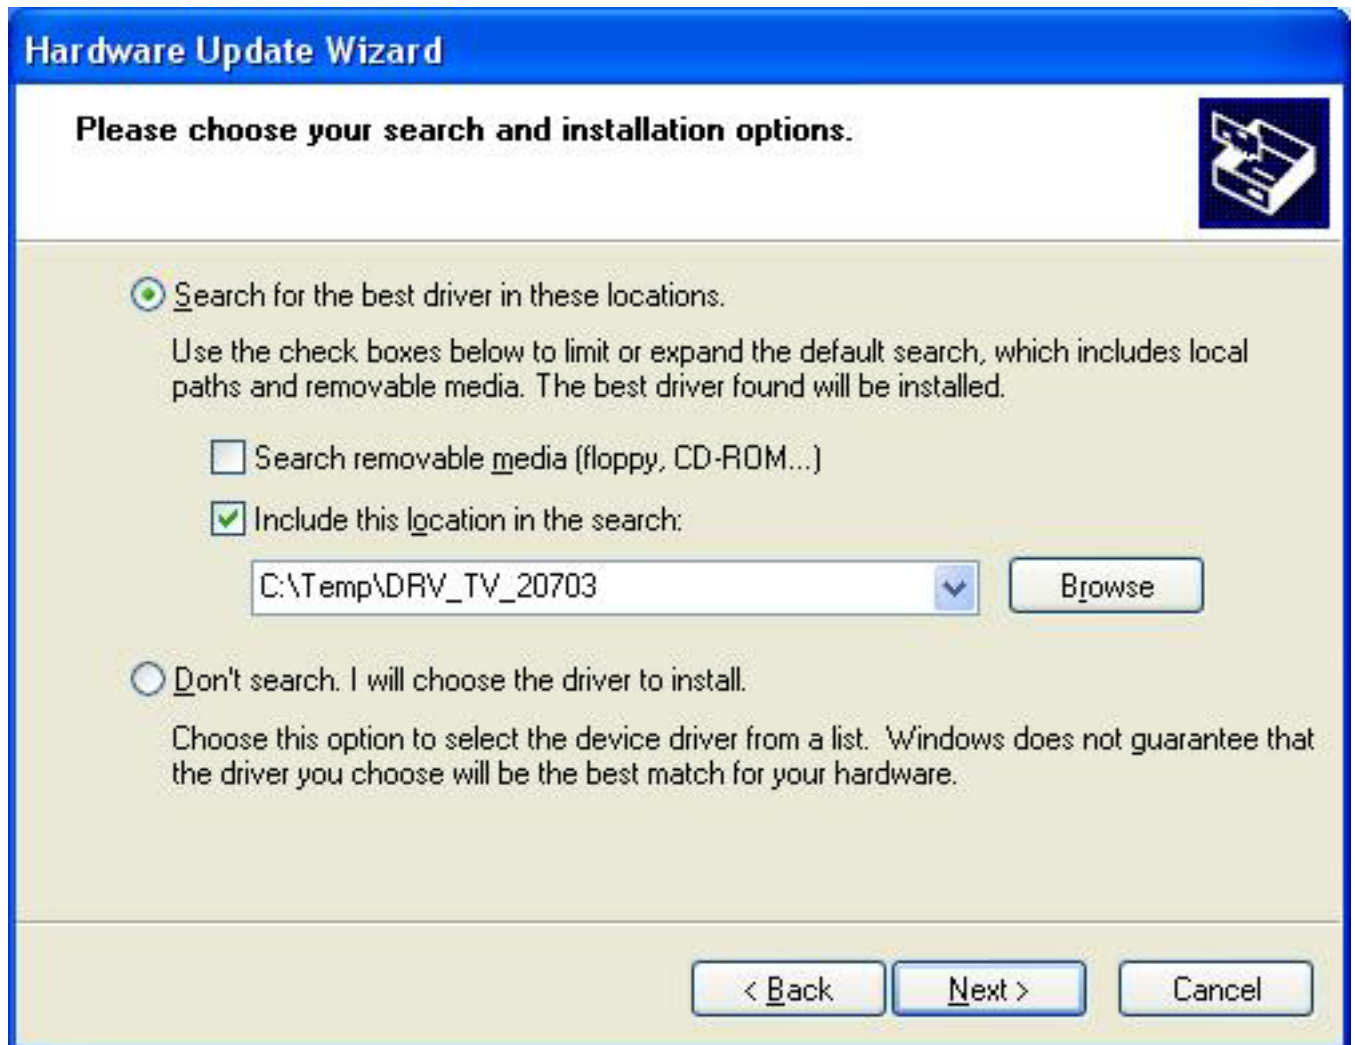 Hardware Update Wizard
Please choose your search and installation options.
Search for the best driver in these locations.
Use the check boxes below to limit or expand the default search, which includes local
paths and removable media. The best driver found will be installed.
Search removable media (floppy, CD-ROM...)
Include this location in the search:
C:\Temp\DRV_TV_20703
Browse
Don't search. I will choose the driver to install.
Choose this option to select the device driver from a list.  Windows does not guarantee that
the driver you choose will be the best match for your hardware.
< Back
Next >
Cancel